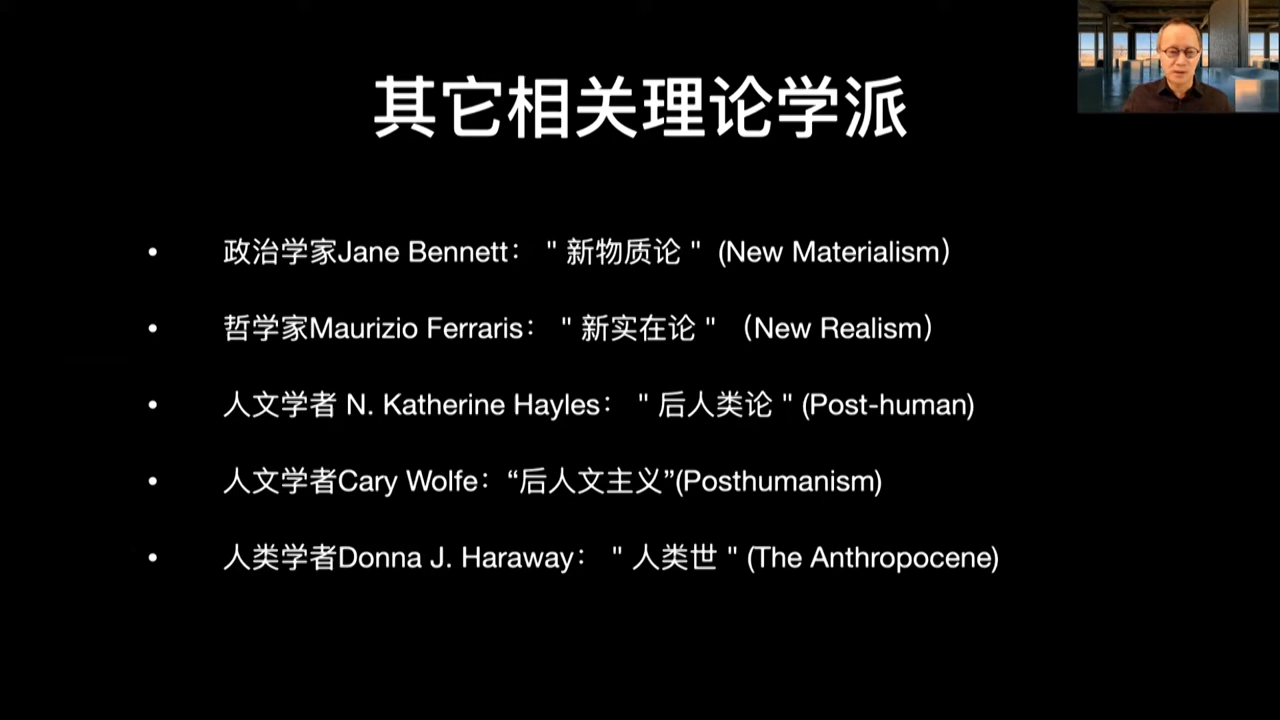 其它相关理论学派
• 政治学家Jane Bennett： " 新物质论 " (New Materialism）
• 哲学家Maurizio Ferraris： " 新实在论 " （New Realism）
• 人文学者 N. Katherine Hayles： " 后人类论 " (Post-human)
• 人文学者Cary Wolfe：“后人文主义”(Posthumanism)
• 人类学者Donna J. Haraway： " 人类世 " (The Anthropocene)